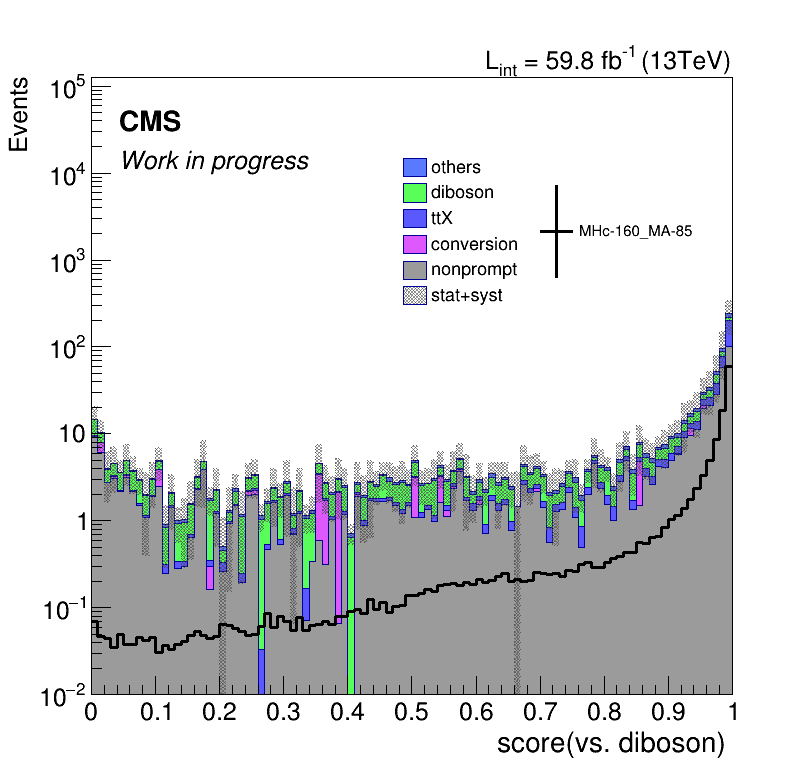 L_int = 59.8 fb^-1 (13TeV)
Events
CMS
Work in progress
others
diboson
ttX
conversion
nonprompt
stat+syst
MHc-160_MA-85
10^5
10^4
10^3
10^2
10
1
10^−1
10^−2
0 0.1 0.2 0.3 0.4 0.5 0.6 0.7 0.8 0.9 1
score(vs. diboson)